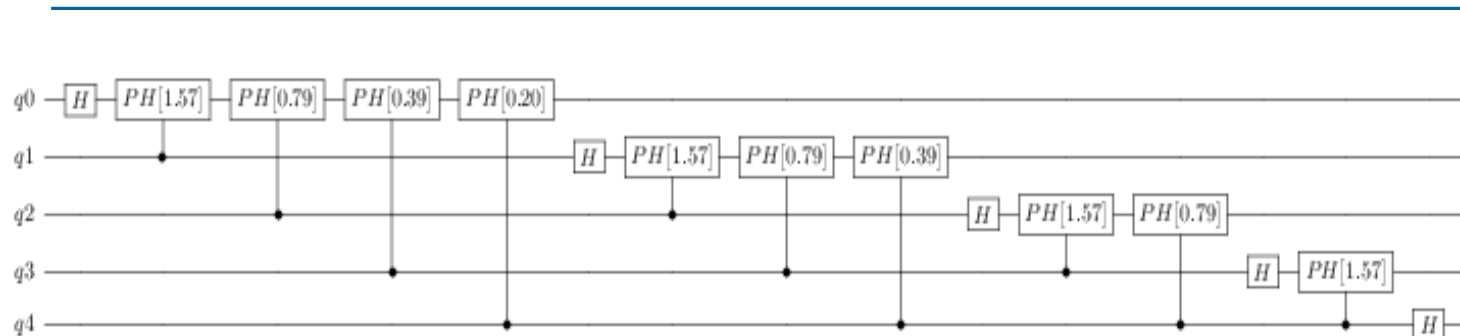 q0 H PH[1.57] PH[0.79] PH[0.39] PH[0.20]
q1 H PH[1.57] PH[0.79] PH[0.39]
q2 H PH[1.57] PH[0.79]
q3 H PH[1.57]
q4 H